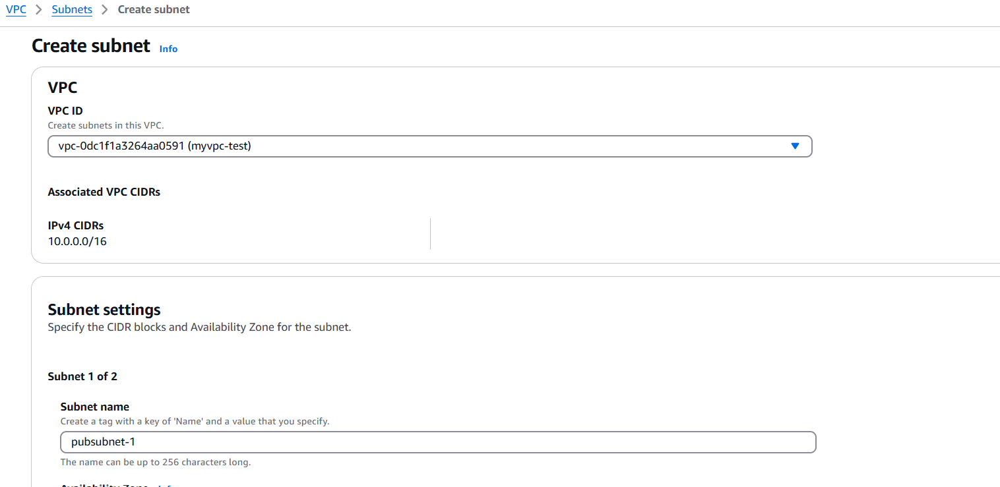 VPC > Subnets > Create subnet
Create subnet Info
VPC
VPC ID
Create subnets in this VPC.
vpc-0dc1f1a3264aa0591 (myvpc-test)
Associated VPC CIDRs
IPv4 CIDRs
10.0.0.0/16
Subnet settings
Specify the CIDR blocks and Availability Zone for the subnet.
Subnet 1 of 2
Subnet name
Create a tag with a key of 'Name' and a value that you specify.
pubsubnet-1
The name can be up to 256 characters long.
Availability Zone Info